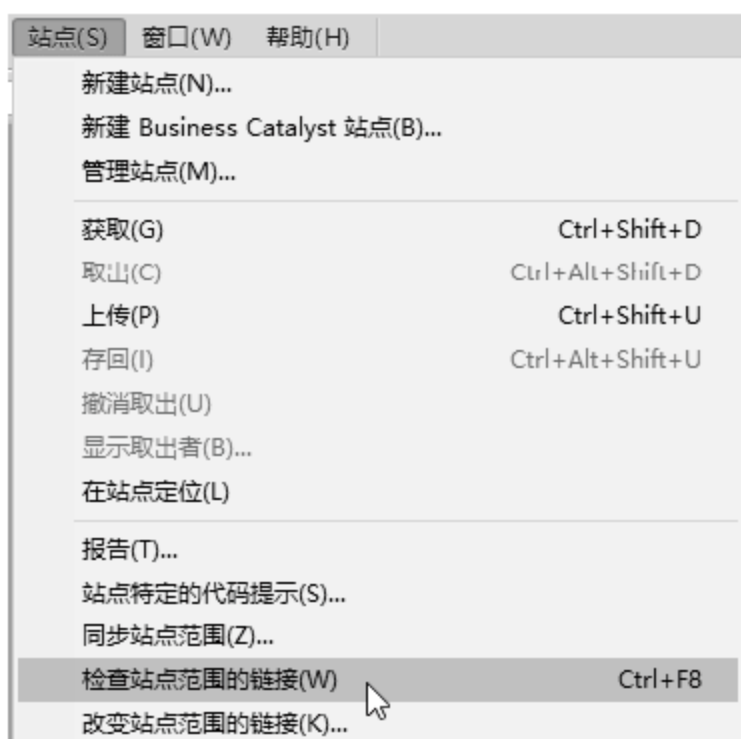 站点(S) 窗口(W) 帮助(H)
新建站点(N)...
新建 Business Catalyst 站点(B)...
管理站点(M)...
获取(G) Ctrl+Shift+D
取出(C) Ctrl+Alt+Shift+D
上传(P) Ctrl+Shift+U
存回(I) Ctrl+Alt+Shift+U
撤消取出(U)
显示取出者(B)...
在站点定位(L)
报告(T)...
站点特定的代码提示(S)...
同步站点范围(Z)...
检查站点范围的链接(W) Ctrl+F8
改变站点范围的链接(K)...